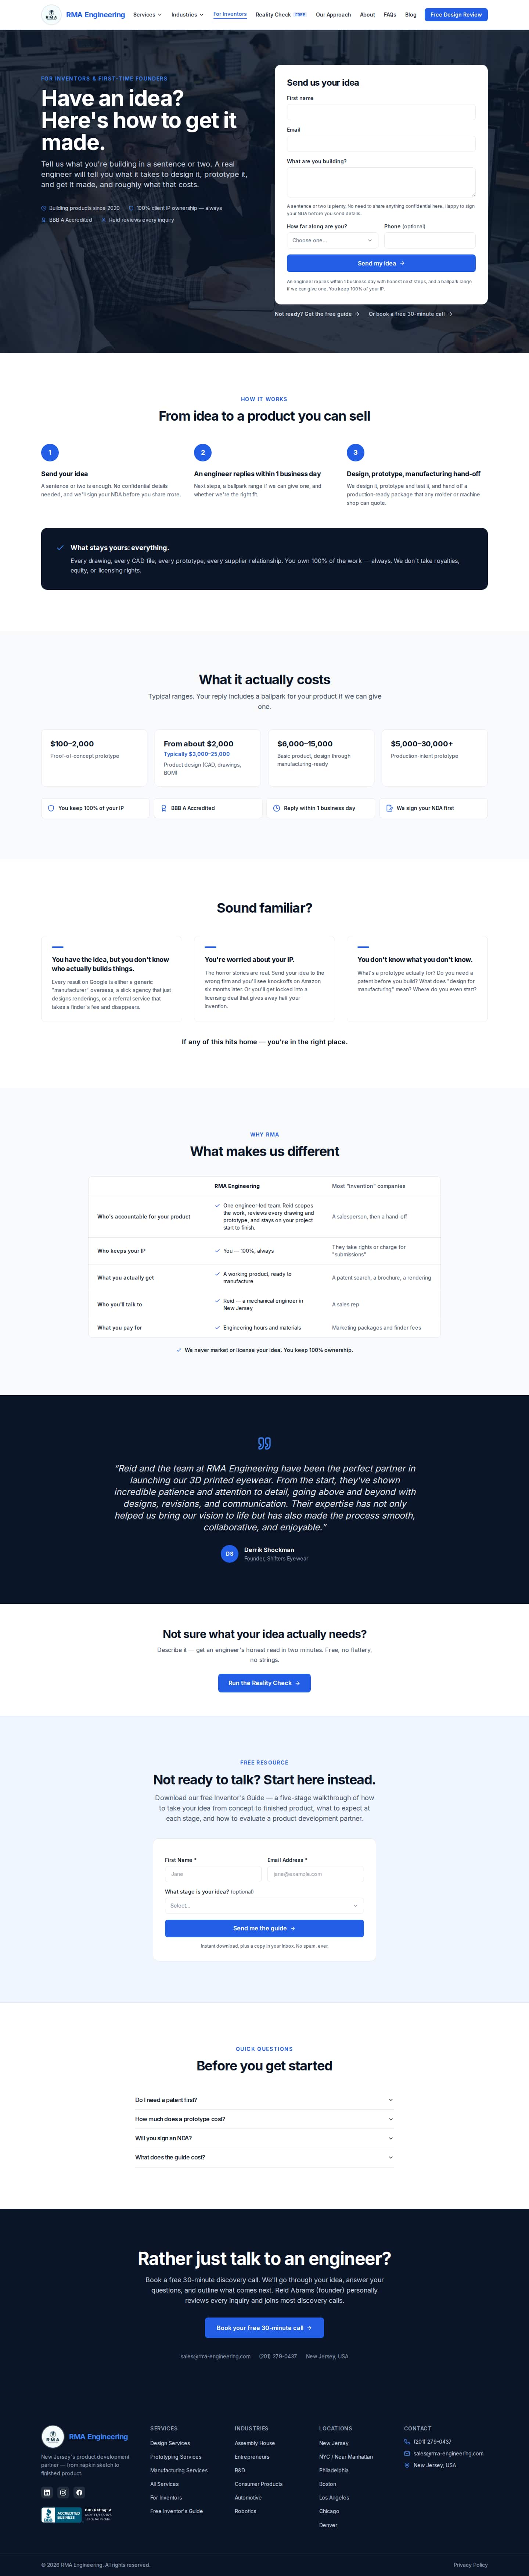 RMA
RMA Engineering
Services
Industries
For Inventors
Reality Check FREE
Our Approach
About
FAQs
Blog
Free Design Review
FOR INVENTORS & FIRST-TIME FOUNDERS
Have an idea?
Here's how to get it
made.
Tell us what you're building in a sentence or two. A real
engineer will tell you what it takes to design it, prototype it,
and get it made, and roughly what that costs.
Building products since 2020
100% client IP ownership — always
BBB A Accredited
Reid reviews every inquiry
Send us your idea
First name
Email
What are you building?
A sentence or two is plenty. No need to share anything confidential here. Happy to sign
your NDA before you send details.
How far along are you?
Phone (optional)
Choose one...
Send my idea
An engineer replies within 1 business day with honest next steps, and a ballpark range
if we can give one. You keep 100% of your IP.
Not ready? Get the free guide
Or book a free 30-minute call
HOW IT WORKS
From idea to a product you can sell
1
Send your idea
A sentence or two is enough. No confidential details
needed, and we'll sign your NDA before you share more.
2
An engineer replies within 1 business day
Next steps, a ballpark range if we can give one, and
whether we're the right fit.
3
Design, prototype, manufacturing hand-off
We design it, prototype and test it, and hand off a
production-ready package that any molder or machine
shop can quote.
What stays yours: everything.
Every drawing, every CAD file, every prototype, every supplier relationship. You own 100% of the work — always. We don't take royalties,
equity, or licensing rights.
What it actually costs
Typical ranges. Your reply includes a ballpark for your product if we can give
one.
$100–2,000
Proof-of-concept prototype
From about $2,000
Typically $3,000–25,000
Product design (CAD, drawings,
BOM)
$6,000–15,000
Basic product, design through
manufacturing-ready
$5,000–30,000+
Production-intent prototype
You keep 100% of your IP
BBB A Accredited
Reply within 1 business day
We sign your NDA first
Sound familiar?
You have the idea, but you don't know
who actually builds things.
Every result on Google is either a generic
"manufacturer" overseas, a slick agency that just
designs renderings, or a referral service that
takes a finder's fee and disappears.
You're worried about your IP.
The horror stories are real. Send your idea to the
wrong firm and you'll see knockoffs on Amazon
six months later. Or you'll get locked into a
licensing deal that gives away half your
invention.
You don't know what you don't know.
What's a prototype actually for? Do you need a
patent before you build? What does "design for
manufacturing" mean? Where do you even start?
If any of this hits home — you're in the right place.
WHY RMA
What makes us different
RMA Engineering
Most "invention" companies
Who's accountable for your product
One engineer-led team. Reid scopes
the work, reviews every drawing and
prototype, and stays on your project
start to finish.
A salesperson, then a hand-off
Who keeps your IP
You — 100%, always
They take rights or charge for
"submissions"
What you actually get
A working product, ready to
manufacture
A patent search, a brochure, a rendering
Who you'll talk to
Reid — a mechanical engineer in
New Jersey
A sales rep
What you pay for
Engineering hours and materials
Marketing packages and finder fees
We never market or license your idea. You keep 100% ownership.
"Reid and the team at RMA Engineering have been the perfect partner in
launching our 3D printed eyewear. From the start, they've shown
incredible patience and attention to detail, going above and beyond with
designs, revisions, and communication. Their expertise has not only
helped us bring our vision to life but has also made the process smooth,
collaborative, and enjoyable."
DS
Derrik Shockman
Founder, Shifters Eyewear
Not sure what your idea actually needs?
Describe it — get an engineer's honest read in two minutes. Free, no flattery,
no strings.
Run the Reality Check
FREE RESOURCE
Not ready to talk? Start here instead.
Download our free Inventor's Guide — a five-stage walkthrough of how
to take your idea from concept to finished product, what to expect at
each stage, and how to evaluate a product development partner.
First Name *
Email Address *
Jane
jane@example.com
What stage is your idea? (optional)
Select...
Send me the guide
Instant download, plus a copy in your inbox. No spam, ever.
QUICK QUESTIONS
Before you get started
Do I need a patent first?
How much does a prototype cost?
Will you sign an NDA?
What does the guide cost?
Rather just talk to an engineer?
Book a free 30-minute discovery call. We'll go through your idea, answer your
questions, and outline what comes next. Reid Abrams (founder) personally
reviews every inquiry and joins most discovery calls.
Book your free 30-minute call
sales@rma-engineering.com
(201) 279-0437
New Jersey, USA
RMA
RMA Engineering
New Jersey's product development
partner — from napkin sketch to
finished product.
BBB
ACCREDITED
BUSINESS
BBB Rating: A
Click for Profile
SERVICES
Design Services
Prototyping Services
Manufacturing Services
All Services
For Inventors
Free Inventor's Guide
INDUSTRIES
Assembly House
Entrepreneurs
R&D
Consumer Products
Automotive
Robotics
LOCATIONS
New Jersey
NYC / Near Manhattan
Philadelphia
Boston
Los Angeles
Chicago
Denver
CONTACT
(201) 279-0437
sales@rma-engineering.com
New Jersey, USA
© 2026 RMA Engineering. All rights reserved.
Privacy Policy